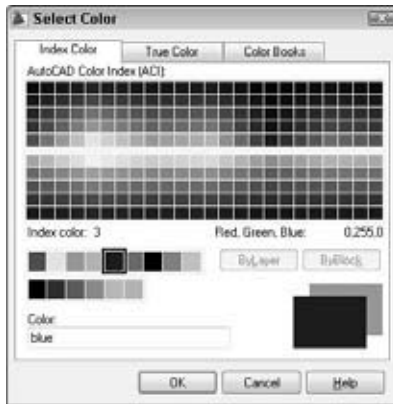 Select Color
Index Color
True Color
Color Books
AutoCAD Color Index (ACI):
Index color: 3
Red, Green, Blue: 0,255,0
ByLayer
ByBlock
Color:
blue
OK
Cancel
Help